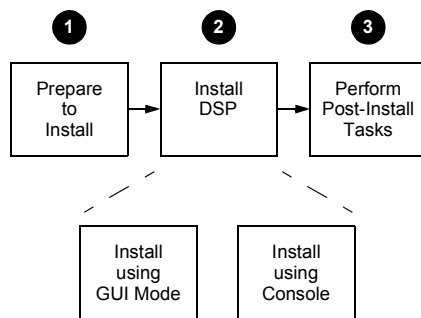 1
2
3
Prepare
to
Install
Install
DSP
Perform
Post-Install
Tasks
Install
using
GUI Mode
Install
using
Console